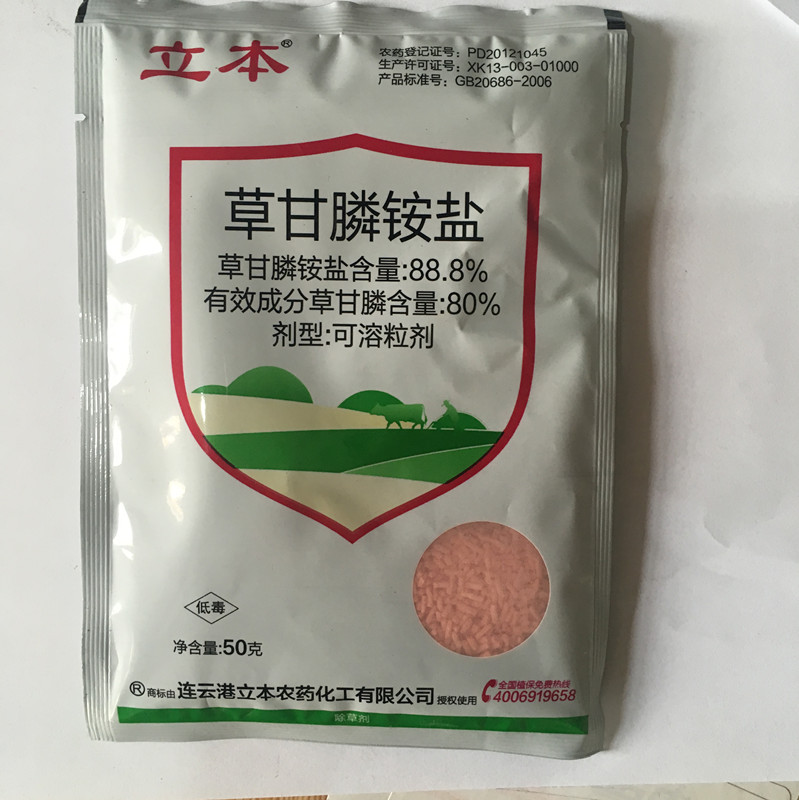 立本®
农药登记证号：PD20121045
生产许可证号：XK13-003-01000
产品标准号：GB20686-2006
草甘膦铵盐
草甘膦铵盐含量:88.8%
有效成分草甘膦含量:80%
剂型:可溶粒剂
低毒
净含量:50克
®商标由 连云港立本农药化工有限公司 授权使用
全国植保免费热线
4006919658
除草剂